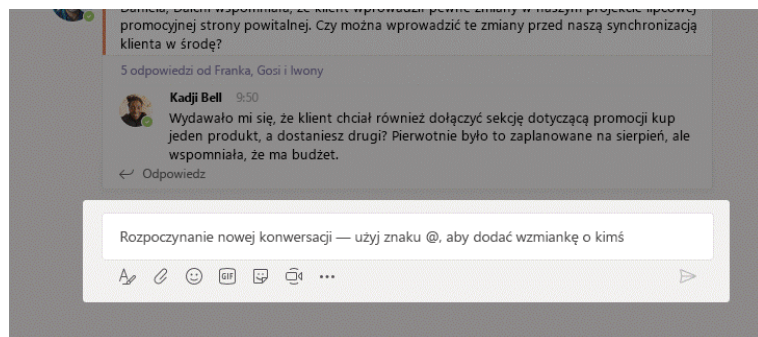 Daniela, Daichi wspomniała, że klient wprowadził pewne zmiany w naszym projekcie lipcowej
promocyjnej strony powitalnej. Czy można wprowadzić te zmiany przed naszą synchronizacją
klienta w środę?
5 odpowiedzi od Franka, Gosi i Iwony
Kadji Bell 9:50
Wydawało mi się, że klient chciał również dołączyć sekcję dotyczącą promocji kup
jeden produkt, a dostaniesz drugi? Pierwotnie było to zaplanowane na sierpień, ale
wspomniała, że ma budżet.
Odpowiedz
Rozpoczynanie nowej konwersacji — użyj znaku @, aby dodać wzmiankę o kimś
GIF